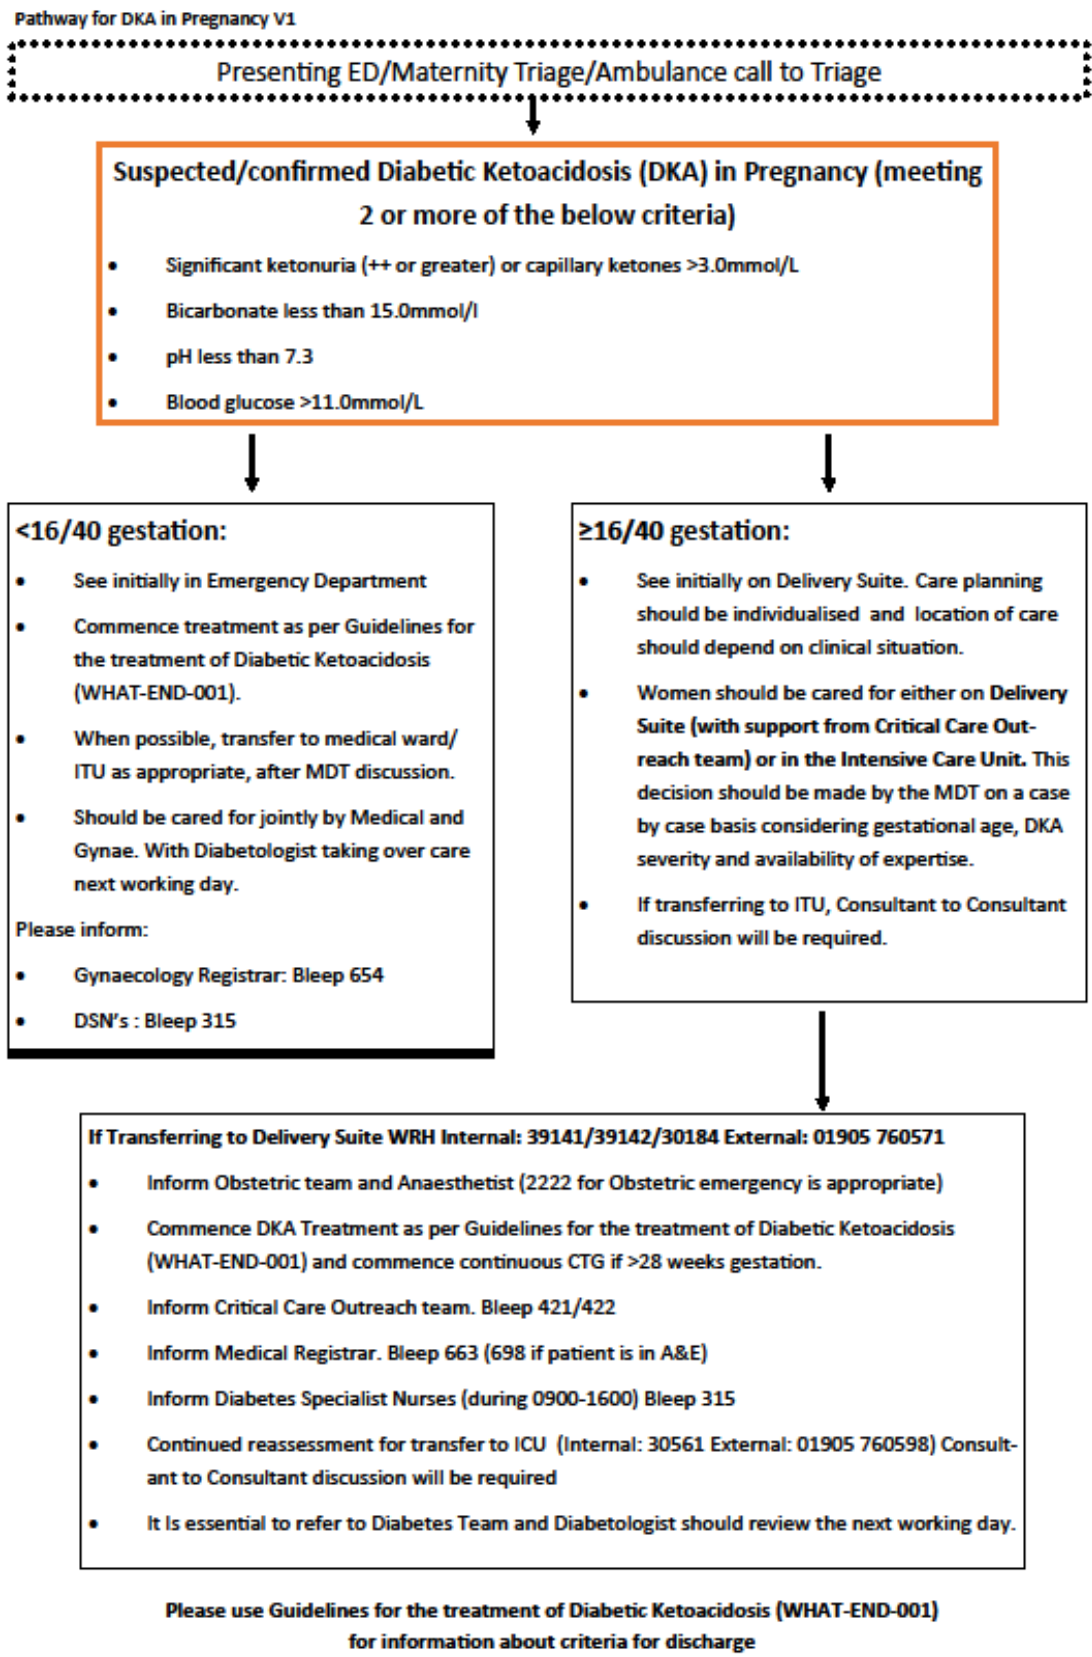 Pathway for DKA in Pregnancy V1
Presenting ED/Maternity Triage/Ambulance call to Triage
Suspected/confirmed Diabetic Ketoacidosis (DKA) in Pregnancy (meeting
2 or more of the below criteria)
• Significant ketonuria (++ or greater) or capillary ketones >3.0mmol/L
• Bicarbonate less than 15.0mmol/l
• pH less than 7.3
• Blood glucose >11.0mmol/L
<16/40 gestation:
• See initially in Emergency Department
• Commence treatment as per Guidelines for
the treatment of Diabetic Ketoacidosis
(WHAT-END-001).
• When possible, transfer to medical ward/
ITU as appropriate, after MDT discussion.
• Should be cared for jointly by Medical and
Gynae. With Diabetologist taking over care
next working day.
Please inform:
• Gynaecology Registrar: Bleep 654
• DSN's : Bleep 315
≥16/40 gestation:
• See initially on Delivery Suite. Care planning
should be individualised and location of care
should depend on clinical situation.
• Women should be cared for either on Delivery
Suite (with support from Critical Care Out-
reach team) or in the Intensive Care Unit. This
decision should be made by the MDT on a case
by case basis considering gestational age, DKA
severity and availability of expertise.
• If transferring to ITU, Consultant to Consultant
discussion will be required.
If Transferring to Delivery Suite WRH Internal: 39141/39142/30184 External: 01905 760571
• Inform Obstetric team and Anaesthetist (2222 for Obstetric emergency is appropriate)
• Commence DKA Treatment as per Guidelines for the treatment of Diabetic Ketoacidosis
(WHAT-END-001) and commence continuous CTG if >28 weeks gestation.
• Inform Critical Care Outreach team. Bleep 421/422
• Inform Medical Registrar. Bleep 663 (698 if patient is in A&E)
• Inform Diabetes Specialist Nurses (during 0900-1600) Bleep 315
• Continued reassessment for transfer to ICU (Internal: 30561 External: 01905 760598) Consult-
ant to Consultant discussion will be required
• It Is essential to refer to Diabetes Team and Diabetologist should review the next working day.
Please use Guidelines for the treatment of Diabetic Ketoacidosis (WHAT-END-001)
for information about criteria for discharge